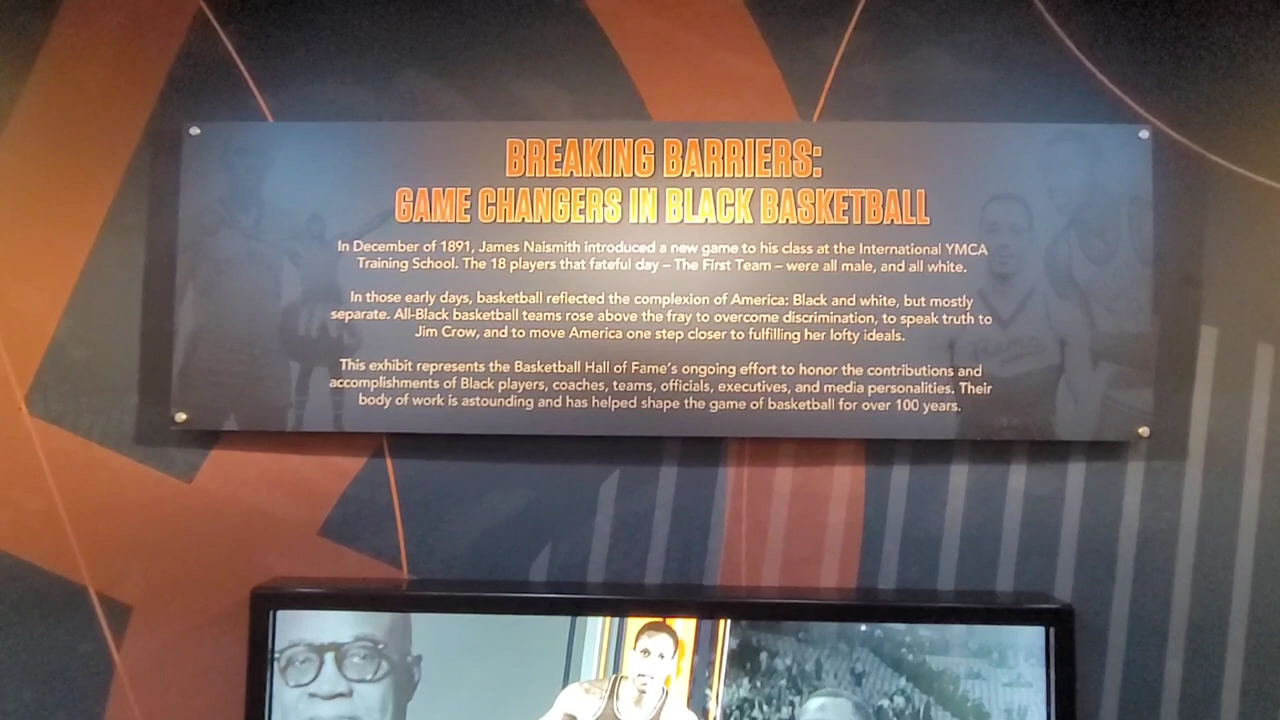 BREAKING BARRIERS:
GAME CHANGERS IN BLACK BASKETBALL
In December of 1891, James Naismith introduced a new game to his class at the International YMCA
Training School. The 18 players that fateful day – The First Team – were all male, and all white.
In those early days, basketball reflected the complexion of America: Black and white, but mostly
separate. All-Black basketball teams rose above the fray to overcome discrimination, to speak truth to
Jim Crow, and to move America one step closer to fulfilling her lofty ideals.
This exhibit represents the Basketball Hall of Fame's ongoing effort to honor the contributions and
accomplishments of Black players, coaches, teams, officials, executives, and media personalities. Their
body of work is astounding and has helped shape the game of basketball for over 100 years.